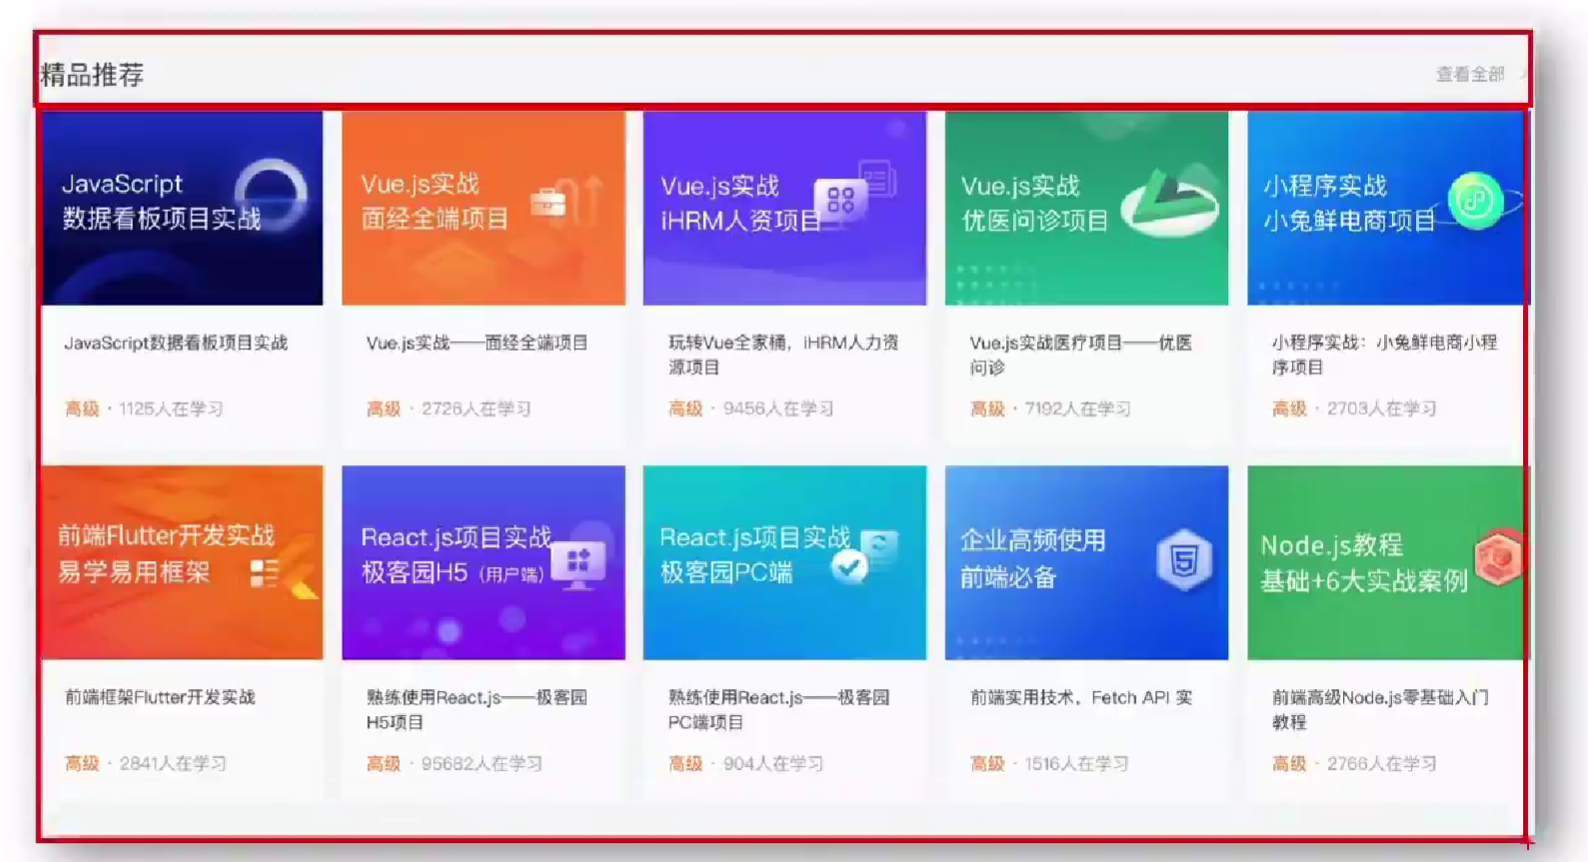 精品推荐
查看全部
JavaScript
数据看板项目实战
Vue.js实战
面经全端项目
Vue.js实战
iHRM人资项目
Vue.js实战
优医问诊项目
小程序实战
小兔鲜电商项目
JavaScript数据看板项目实战
高级 · 1125人在学习
Vue.js实战——面经全端项目
高级 · 2726人在学习
玩转Vue全家桶，iHRM人力资
源项目
高级 · 9456人在学习
Vue.js实战医疗项目——优医
问诊
高级 · 7192人在学习
小程序实战：小兔鲜电商小程
序项目
高级 · 2703人在学习
前端Flutter开发实战
易学易用框架
React.js项目实战
极客园H5（用户端）
React.js项目实战
极客园PC端
企业高频使用
前端必备
5
Node.js教程
基础+6大实战案例
前端框架Flutter开发实战
高级 · 2841人在学习
熟练使用React.js——极客园
H5项目
高级 · 95682人在学习
熟练使用React.js——极客园
PC端项目
高级 · 904人在学习
前端实用技术，Fetch API 实
高级 · 1516人在学习
前端高级Node.js零基础入门
教程
高级 · 2766人在学习